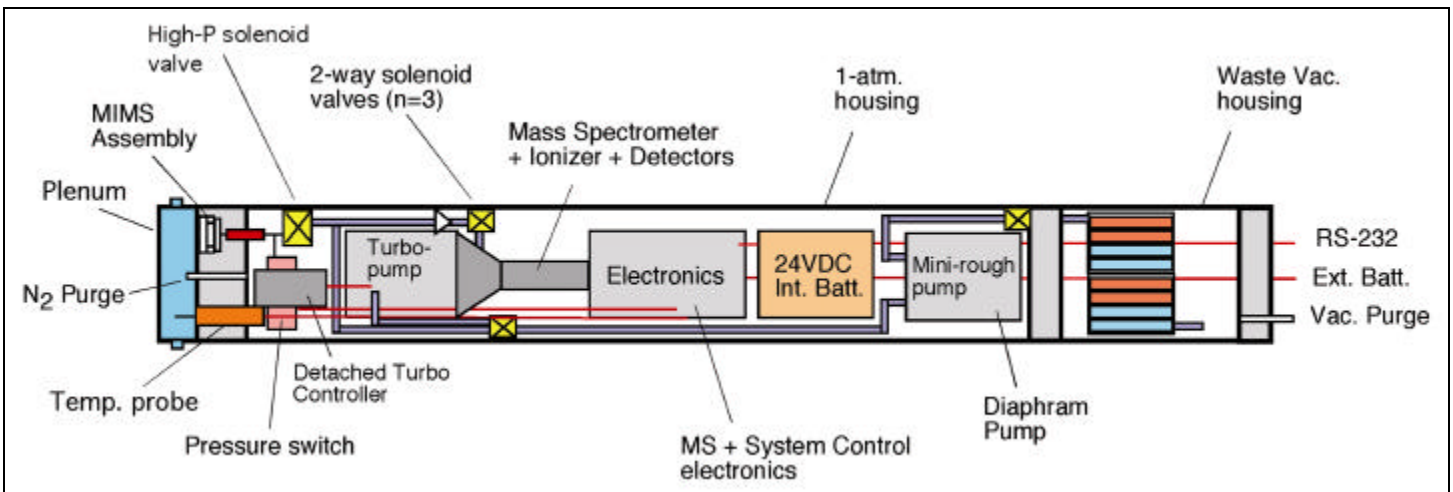 High-P solenoid
valve
2-way solenoid
valves (n=3)
1-atm.
housing
Waste Vac.
housing
MIMS
Assembly
Mass Spectrometer
+ Ionizer + Detectors
Plenum
Turbo-
pump
Electronics
24VDC
Int. Batt.
Mini-rough
pump
RS-232
Ext. Batt.
Vac. Purge
N2 Purge
Detached Turbo
Controller
Temp. probe
Pressure switch
MS + System Control
electronics
Diaphram
Pump